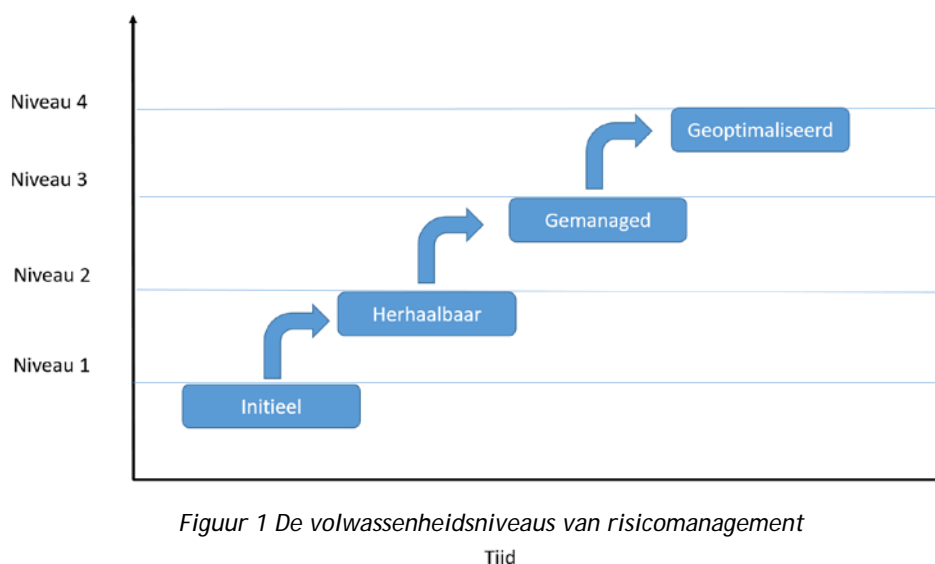 Niveau 4
Geoptimaliseerd
Niveau 3
Gemanaged
Niveau 2
Herhaalbaar
Niveau 1
Initieel
Figuur 1 De volwassenheidsniveaus van risicomanagement
Tijd